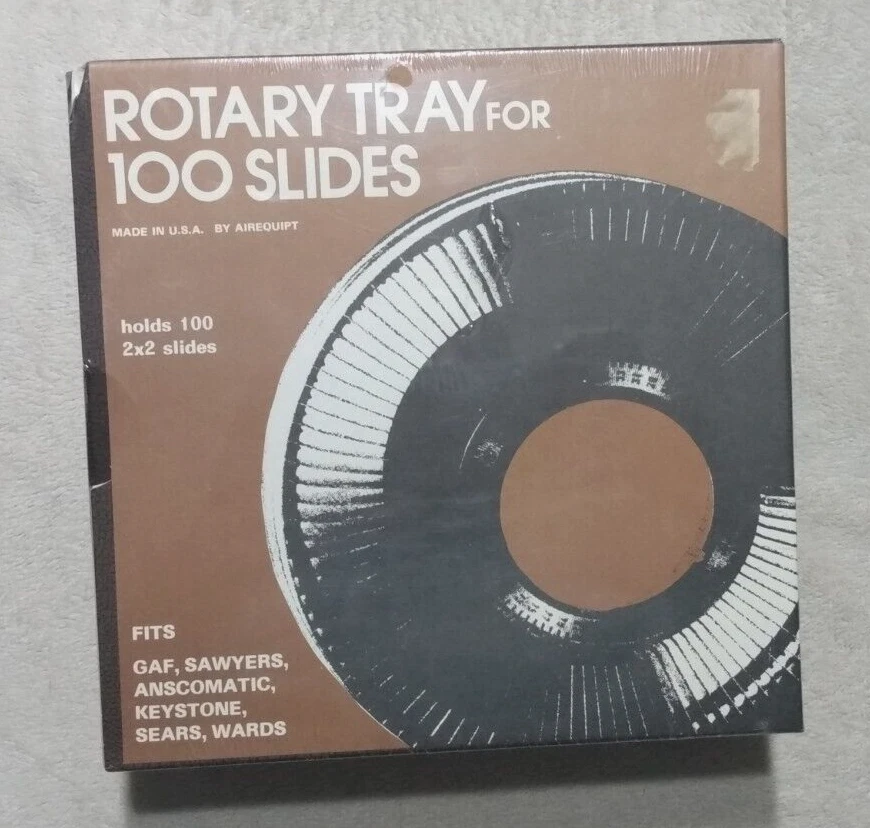 ROTARY TRAY FOR
100 SLIDES
MADE IN U.S.A. BY AIREQUIPT
holds 100
2x2 slides
FITS
GAF, SAWYERS,
ANSCOMATIC,
KEYSTONE,
SEARS, WARDS